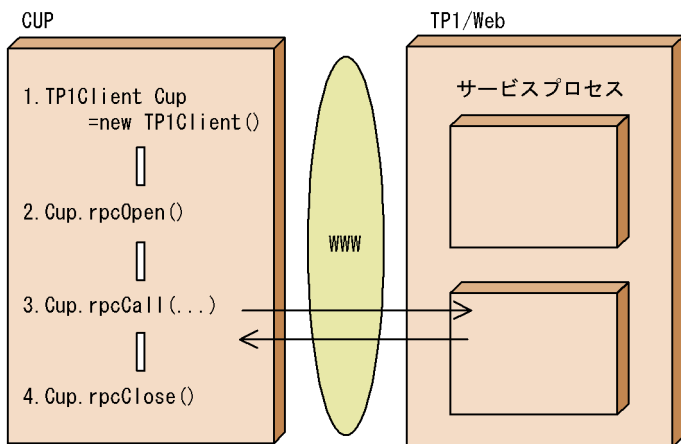 CUP
1.TP1Client Cup
=new TP1Client()
2.Cup.rpcOpen()
3.Cup.rpcCall(...)
4.Cup.rpcClose()
WWW
TP1/Web
サービスプロセス